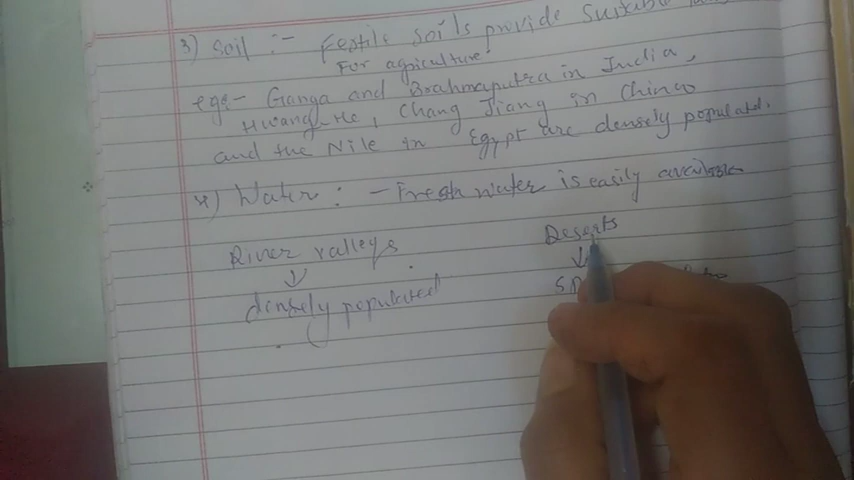 3) Soil :- Fertile soils provide suitable
For agriculture.
eg:- Ganga and Brahmaputra in India,
Hwang-He, Chang Jiang in China
and the Nile in Egypt are densely populated.
4) Water : - Fresh water is easily available
River valleys
densely populated
Deserts